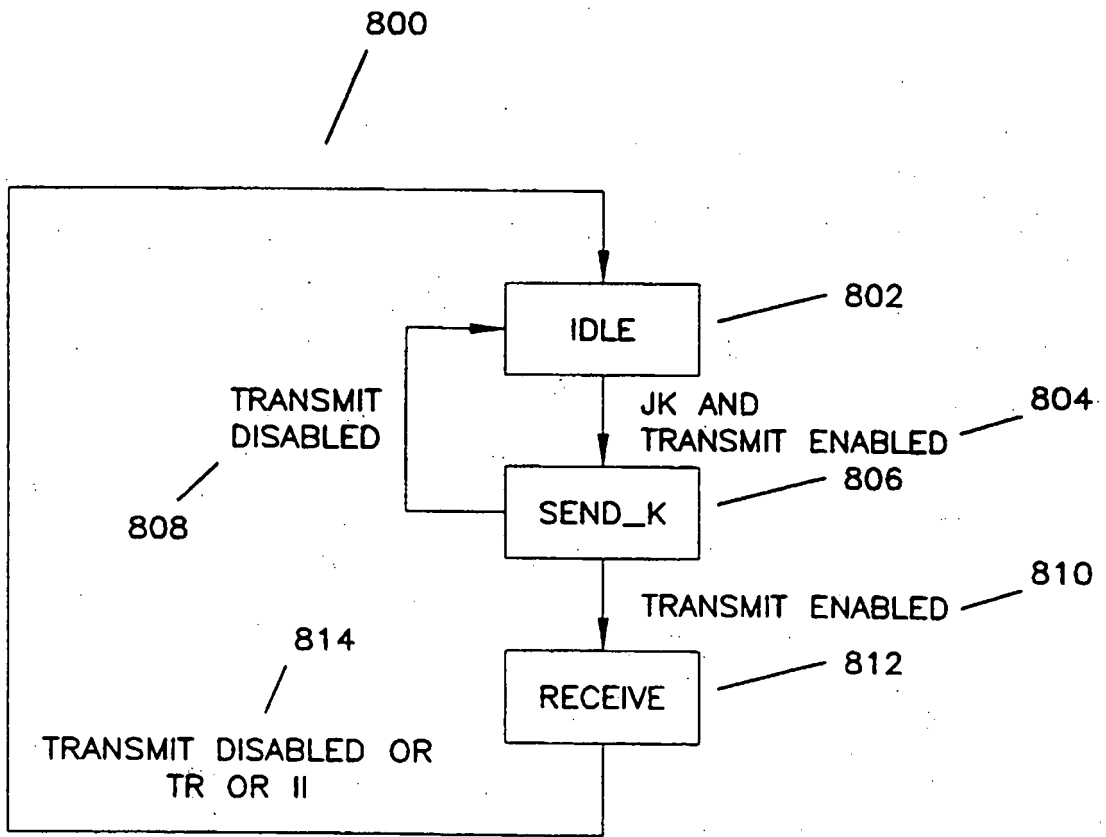 800
IDLE
802
TRANSMIT
DISABLED
JK AND
TRANSMIT ENABLED
804
808
SEND_K
806
TRANSMIT ENABLED
810
814
RECEIVE
812
TRANSMIT DISABLED OR
TR OR II